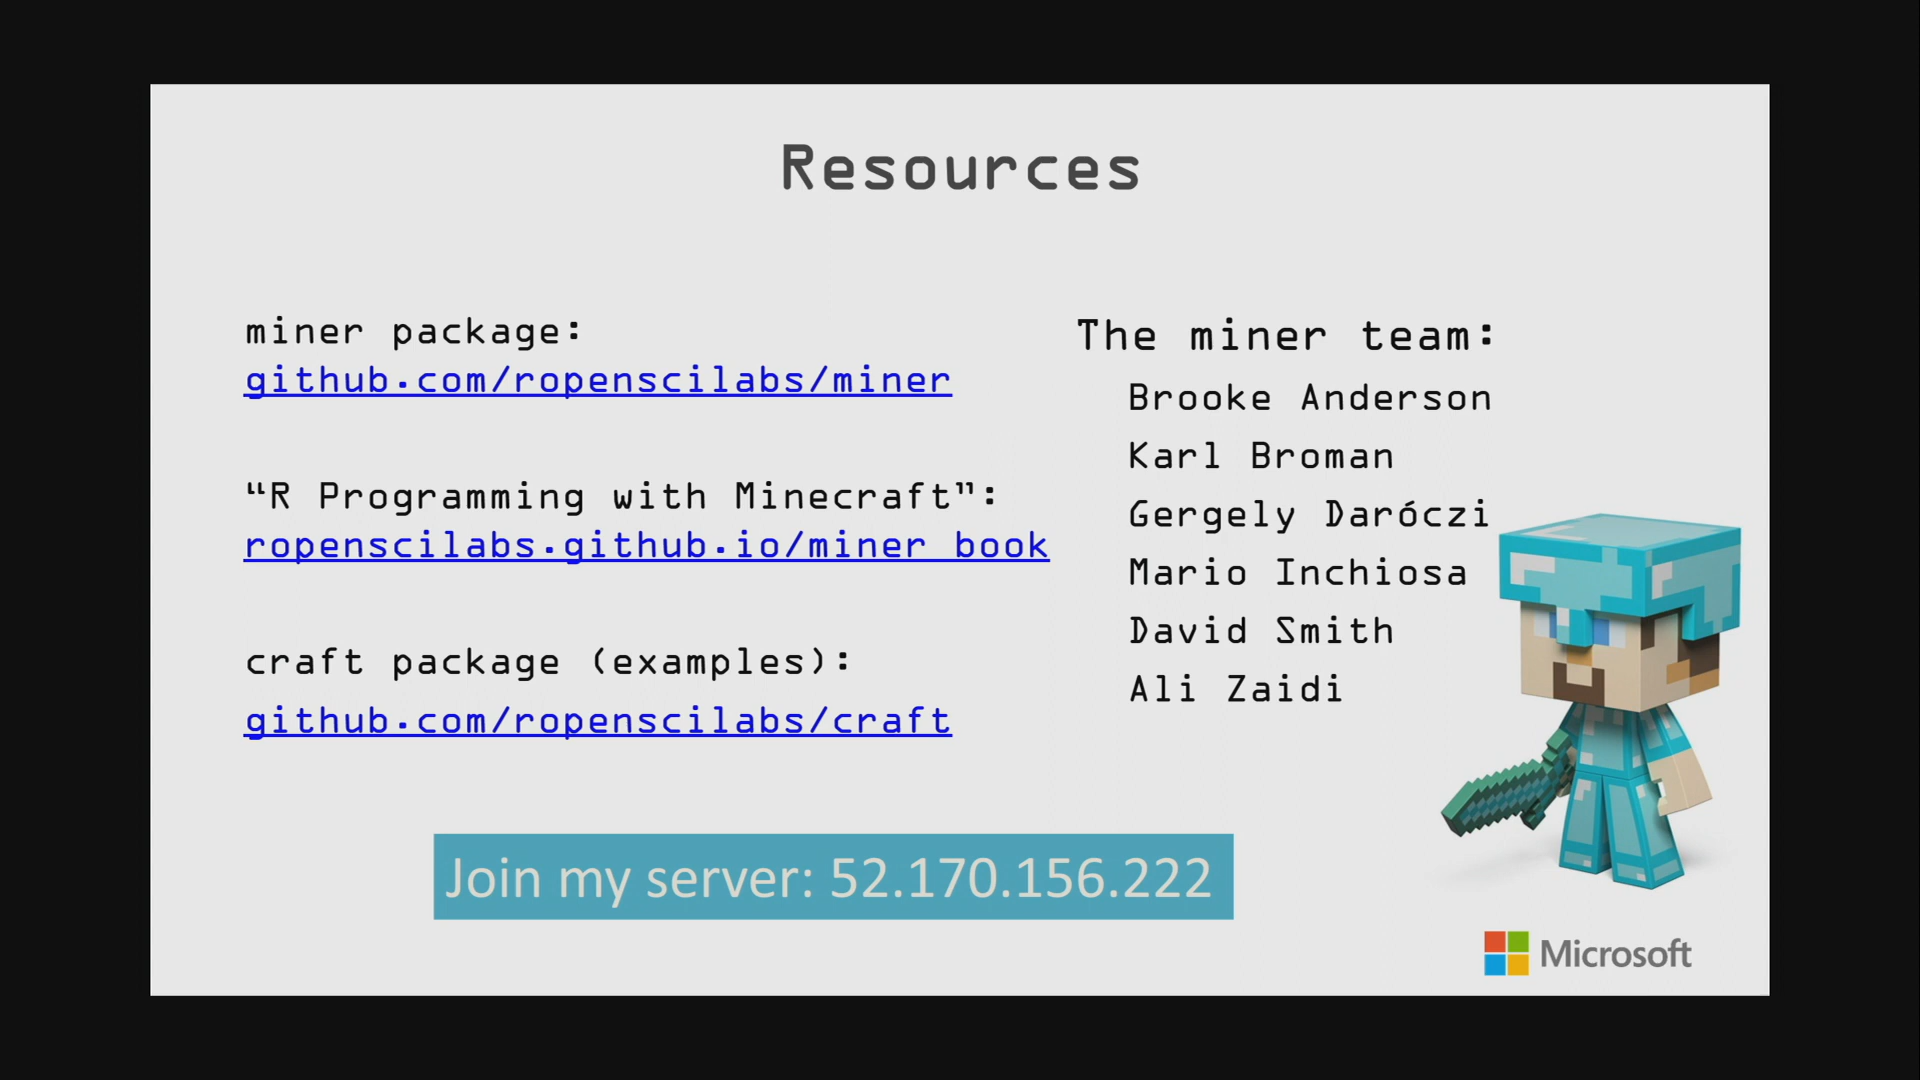 Resources
miner package:
github.com/ropenscilabs/miner
“R Programming with Minecraft”:
ropenscilabs.github.io/miner_book
craft package (examples):
github.com/ropenscilabs/craft
The miner team:
Brooke Anderson
Karl Broman
Gergely Daróczi
Mario Inchiosa
David Smith
Ali Zaidi
Join my server: 52.170.156.222
Microsoft